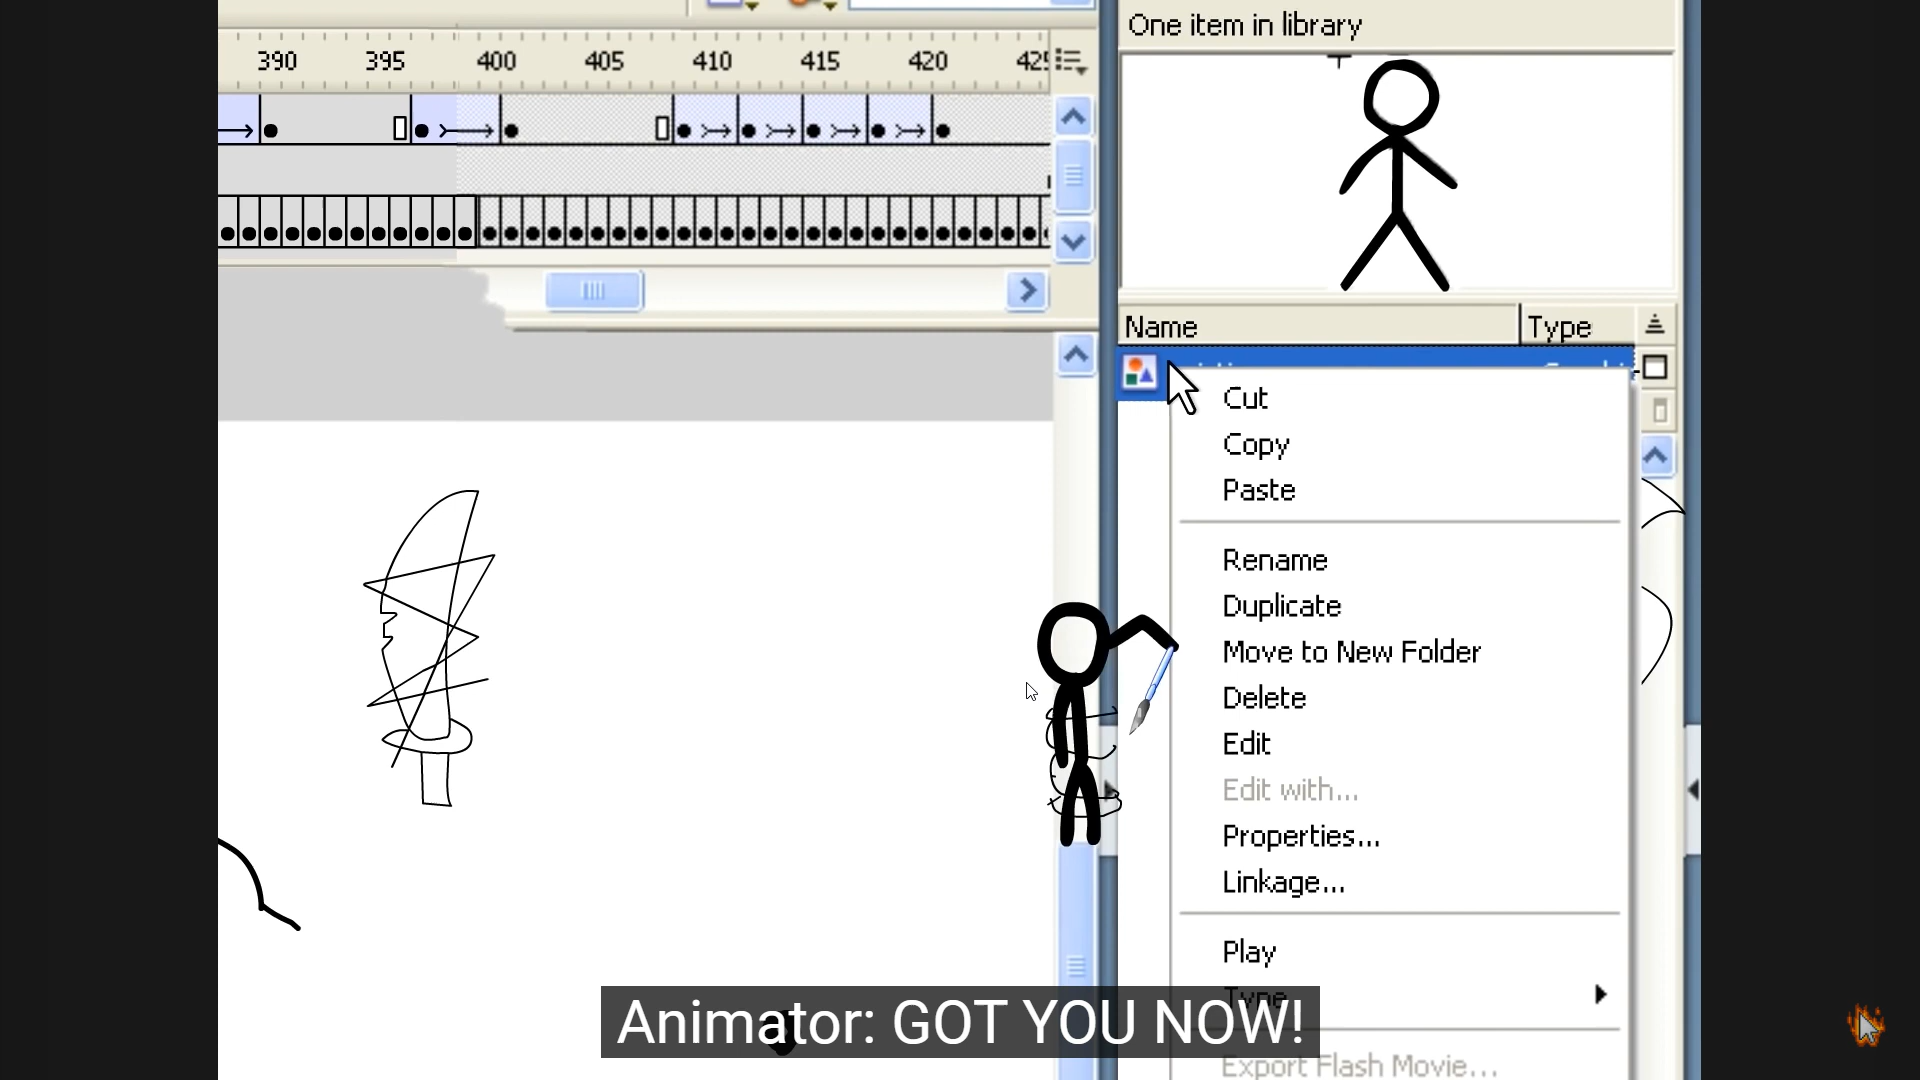 One item in library
390 395 400 405 410 415 420
Name Type
Cut
Copy
Paste
Rename
Duplicate
Move to New Folder
Delete
Edit
Edit with...
Properties...
Linkage...
Play
Type
Animator: GOT YOU NOW!
Export Flash Movie...